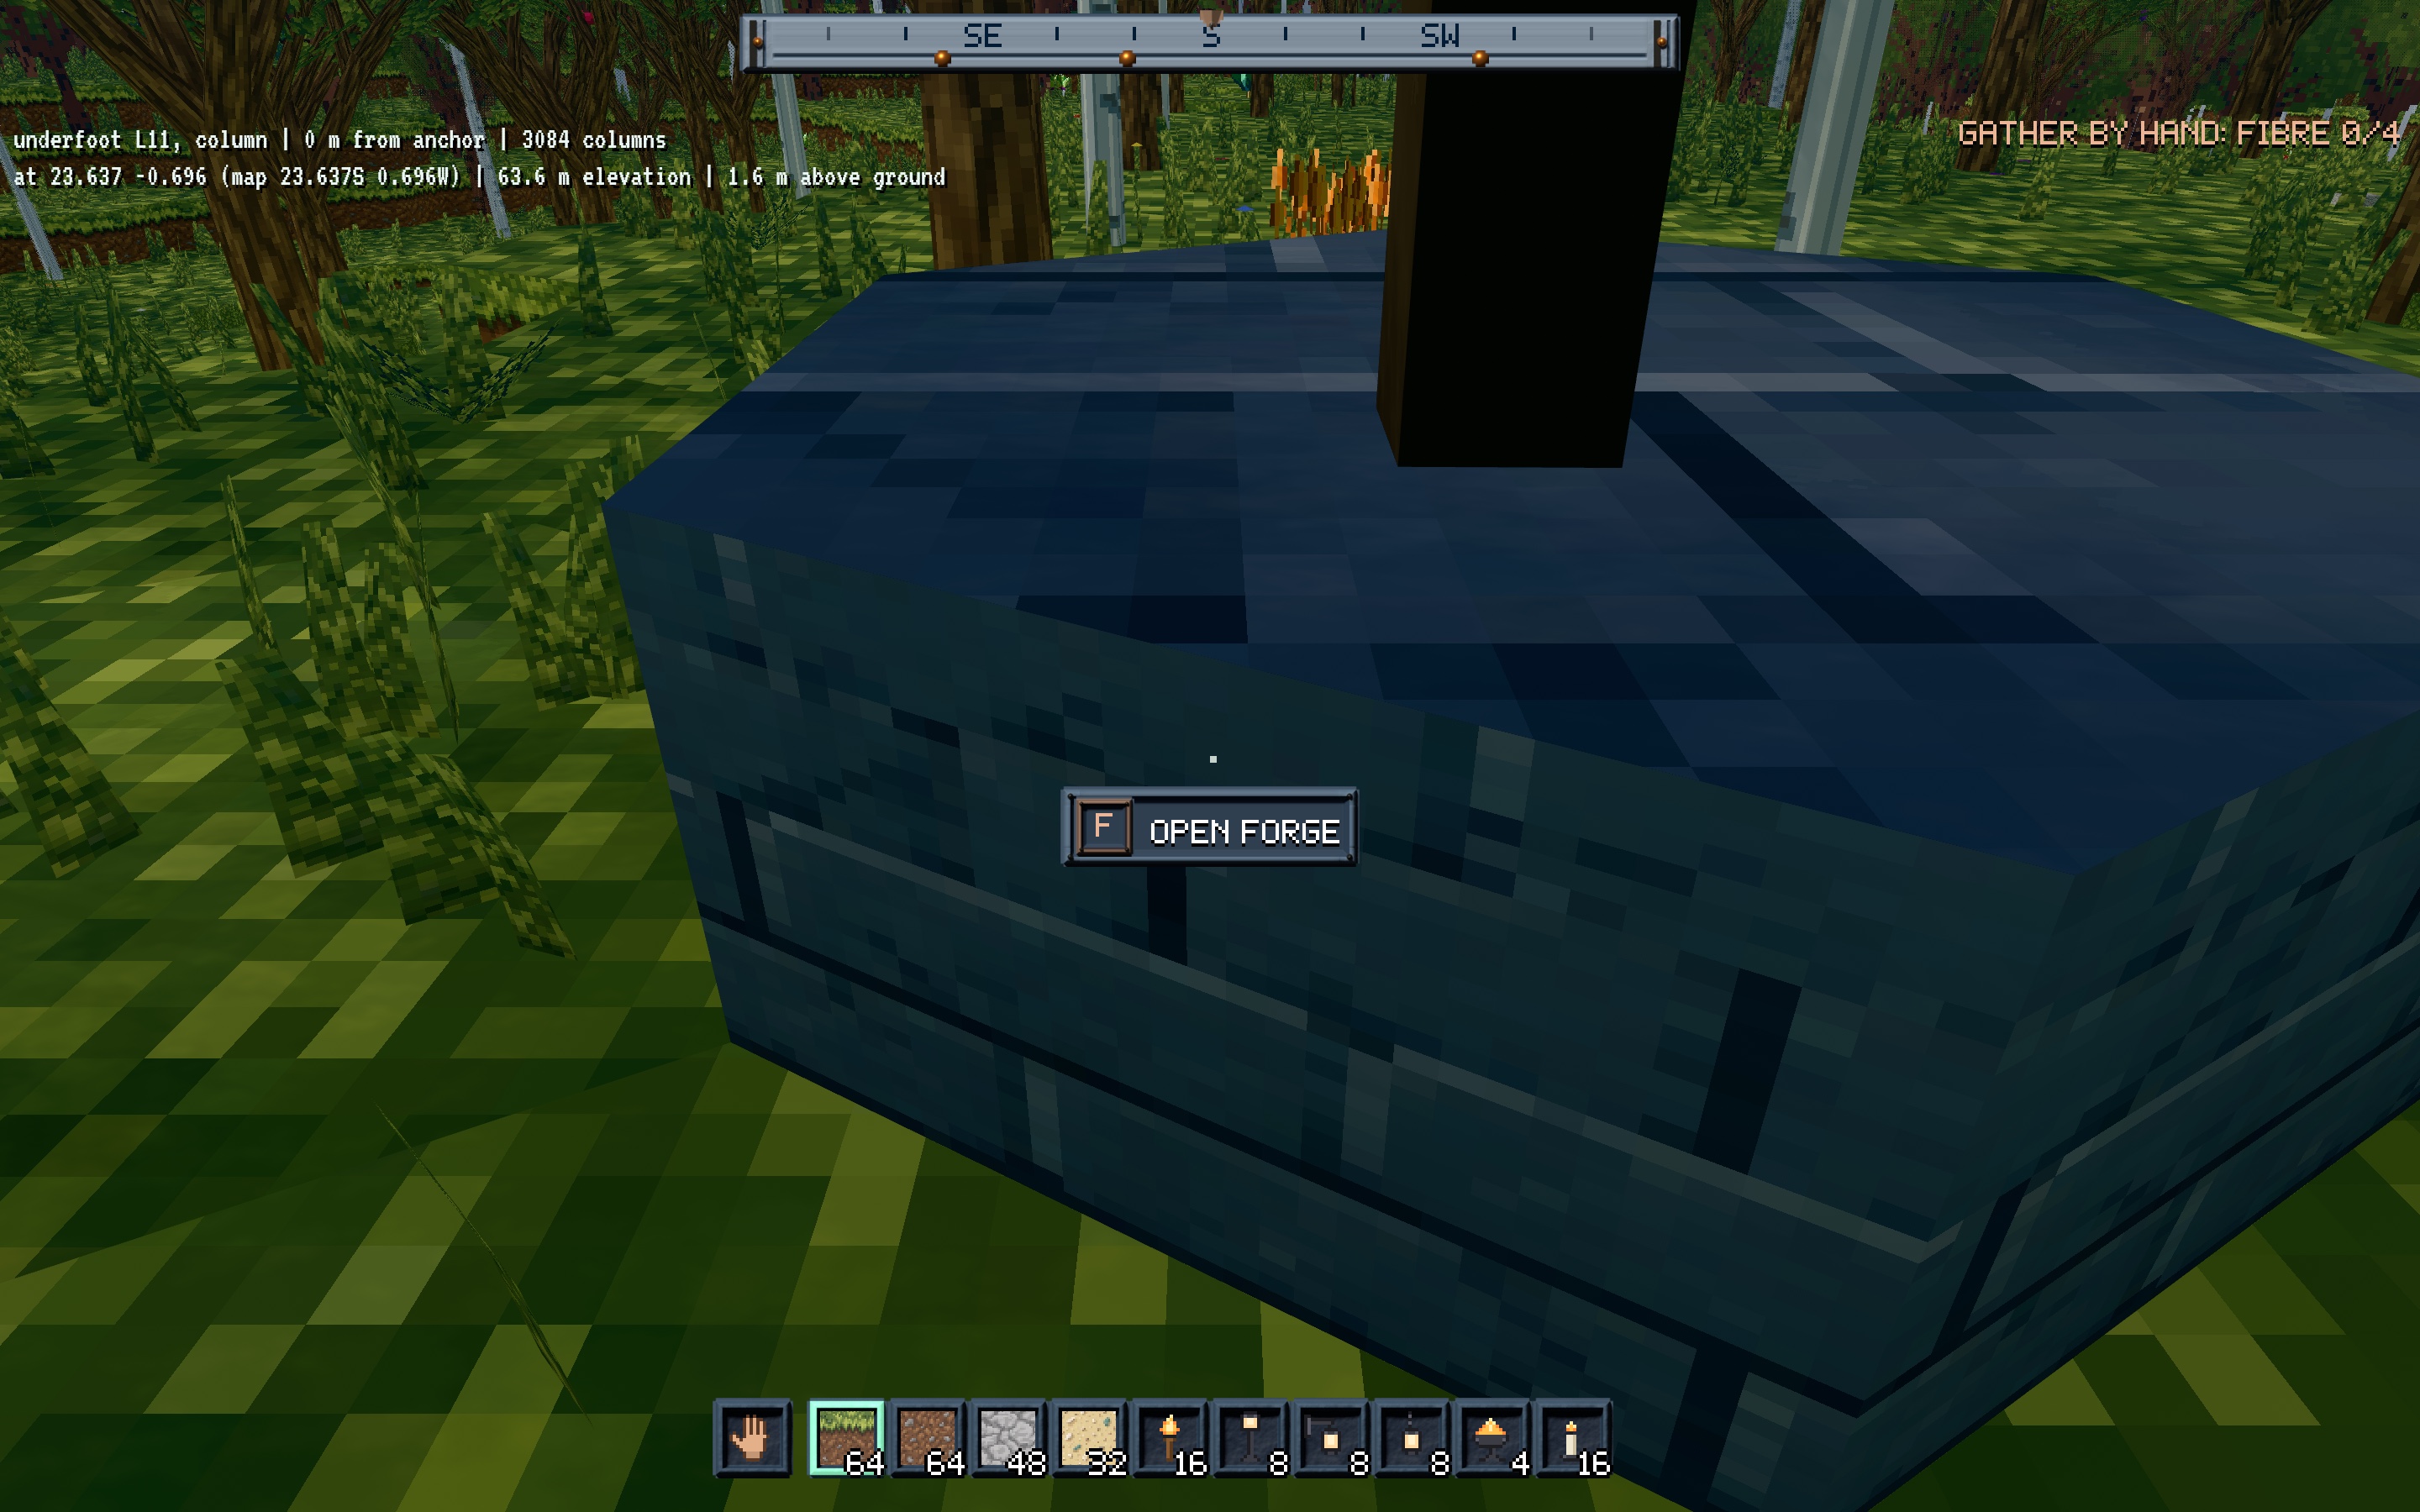 SE S SW
underfoot L11, column | 0 m from anchor | 3084 columns
at 23.637 -0.696 (map 23.637S 0.696W) | 63.6 m elevation | 1.6 m above ground
GATHER BY HAND: FIBRE 0/4
F OPEN FORGE
64 64 48 32 16 8 8 8 4 16